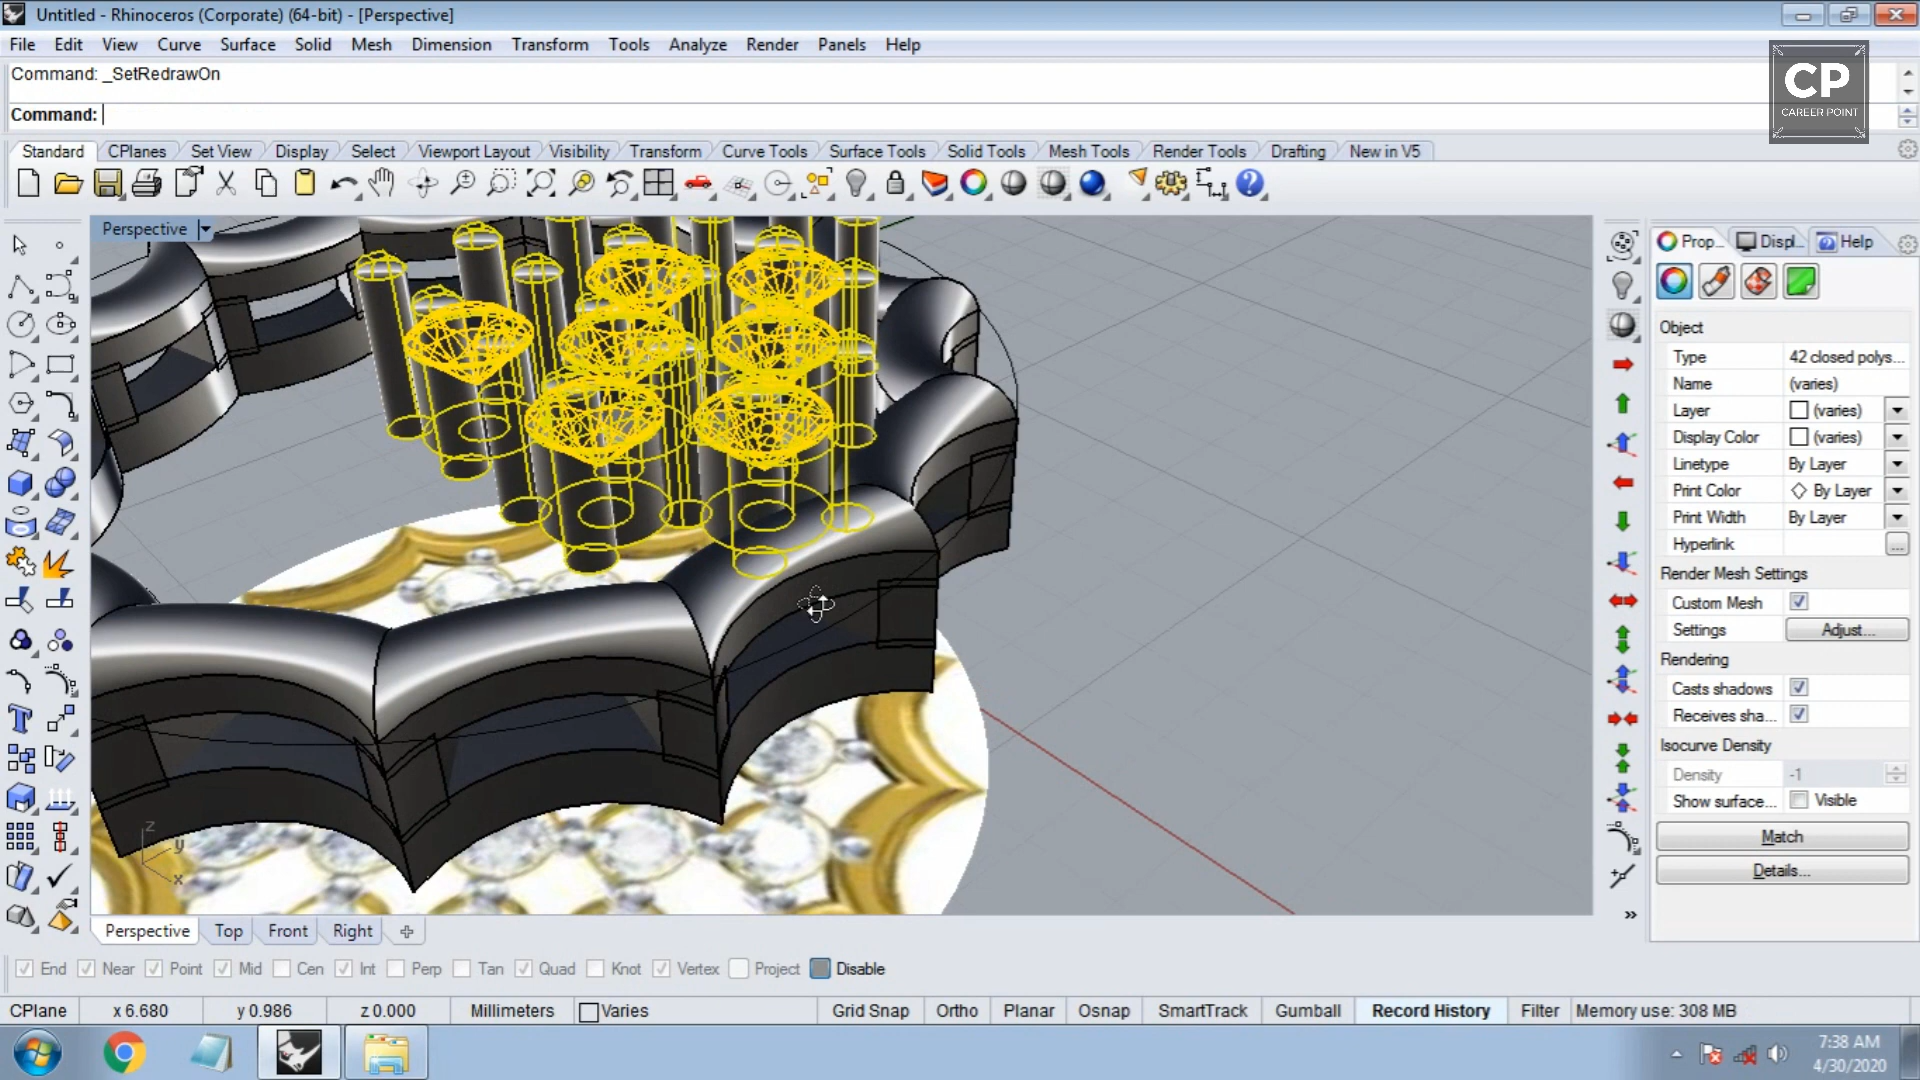 Untitled - Rhinoceros (Corporate) (64-bit) - [Perspective]
File Edit View Curve Surface Solid Mesh Dimension Transform Tools Analyze Render Panels Help
Command: _SetRedrawOn
Command:
CP
CAREER POINT
Standard CPlanes Set View Display Select Viewport Layout Visibility Transform Curve Tools Surface Tools Solid Tools Mesh Tools Render Tools Drafting New in V5
Perspective
Prop... Displ... Help
Object
Type 42 closed polys...
Name (varies)
Layer (varies)
Display Color (varies)
Linetype By Layer
Print Color By Layer
Print Width By Layer
Hyperlink ...
Render Mesh Settings
Custom Mesh
Settings Adjust...
Rendering
Casts shadows
Receives sha...
Isocurve Density
Density -1
Show surface... Visible
Match
Details...
z
y
x
Perspective Top Front Right
End Near Point Mid Cen Int Perp Tan Quad Knot Vertex Project Disable
CPlane x 6.680 y 0.986 z 0.000 Millimeters Varies Grid Snap Ortho Planar Osnap SmartTrack Gumball Record History Filter Memory use: 308 MB
7:38 AM
4/30/2020